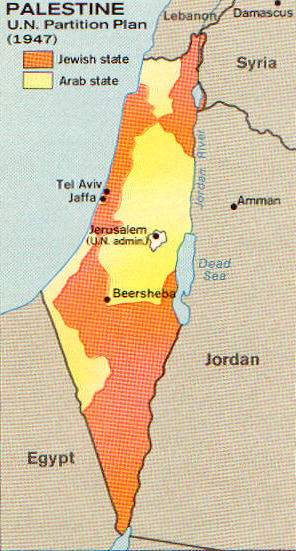 PALESTINE
U.N. Partition Plan
(1947)
Jewish state
Arab state
Lebanon
Damascus
Syria
Tel Aviv
Jaffa
Jordan River
Amman
Jerusalem
(U.N. admin.)
Dead
Sea
Beersheba
Jordan
Egypt